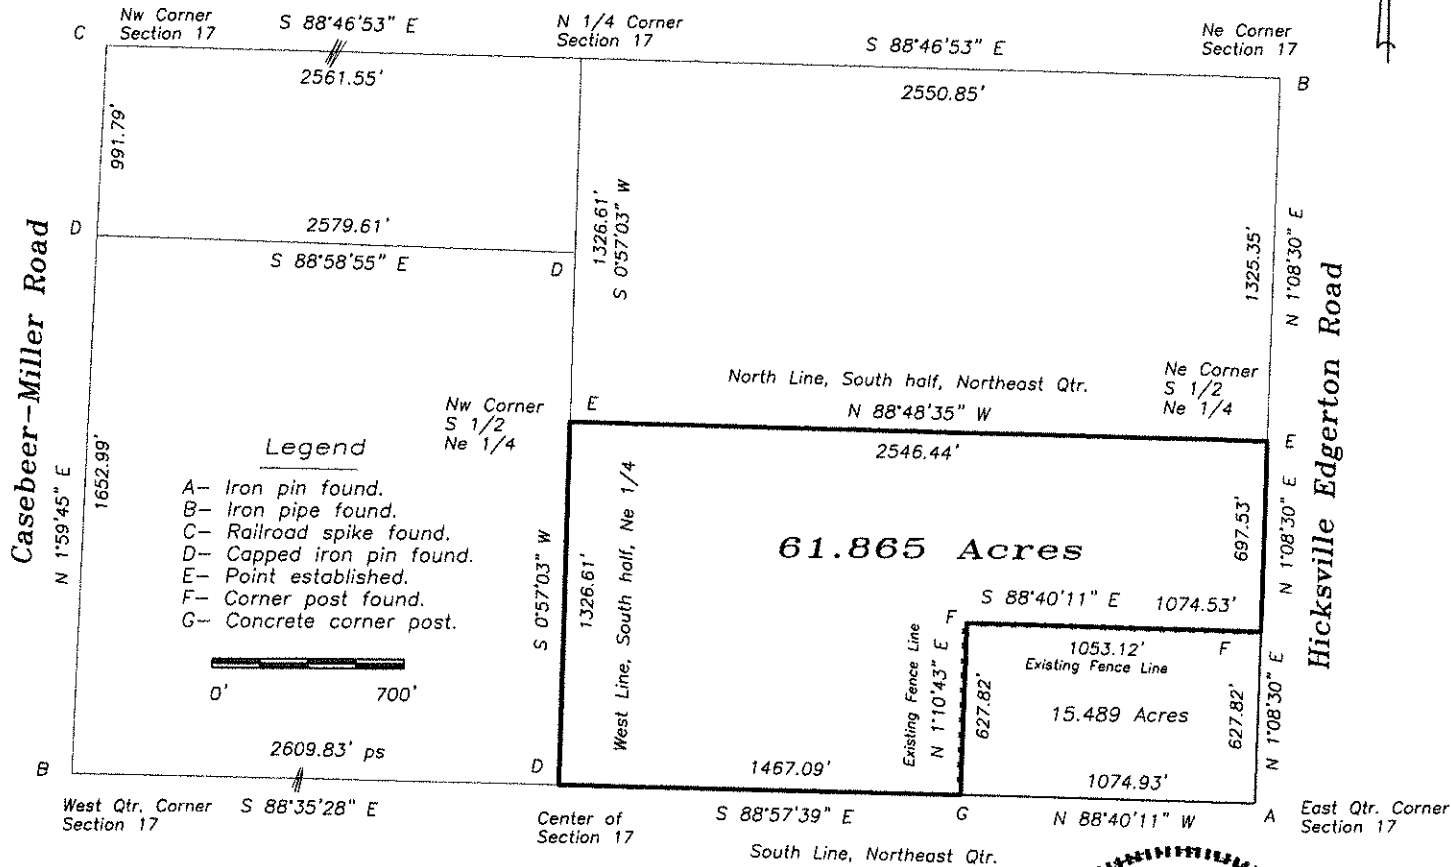 Nw Corner
Section 17
S 88°46'53" E
N 1/4 Corner
Section 17
S 88°46'53" E
Ne Corner
Section 17
C
2561.55'
2550.85'
B
991.79'
1326.61'
S 0°57'03" W
1325.35'
N 1°08'30" E
D
2579.61'
S 88°58'55" E
D
Casebeer-Miller Road
Hicksville Edgerton Road
North Line, South half, Northeast Qtr.
N 88°48'35" W
Ne Corner
S 1/2
Ne 1/4
Nw Corner
S 1/2
Ne 1/4
E
2546.44'
E
N 1°59'45" E
1652.99'
Legend
A- Iron pin found.
B- Iron pipe found.
C- Railroad spike found.
D- Capped iron pin found.
E- Point established.
F- Corner post found.
G- Concrete corner post.
0' 700'
S 0°57'03" W
1326.61'
West Line, South half, Ne 1/4
61.865 Acres
697.53'
N 1°08'30" E
S 88°40'11" E 1074.53'
F
1053.12' F
Existing Fence Line
Existing Fence Line
N 1°10'43" E
627.82'
15.489 Acres
627.82'
N 1°08'30" E
2609.83' ps
B
D
1467.09'
1074.93'
West Qtr. Corner
Section 17
S 88°35'28" E
Center of
Section 17
S 88°57'39" E
G
N 88°40'11" W
A
East Qtr. Corner
Section 17
South Line, Northeast Qtr.